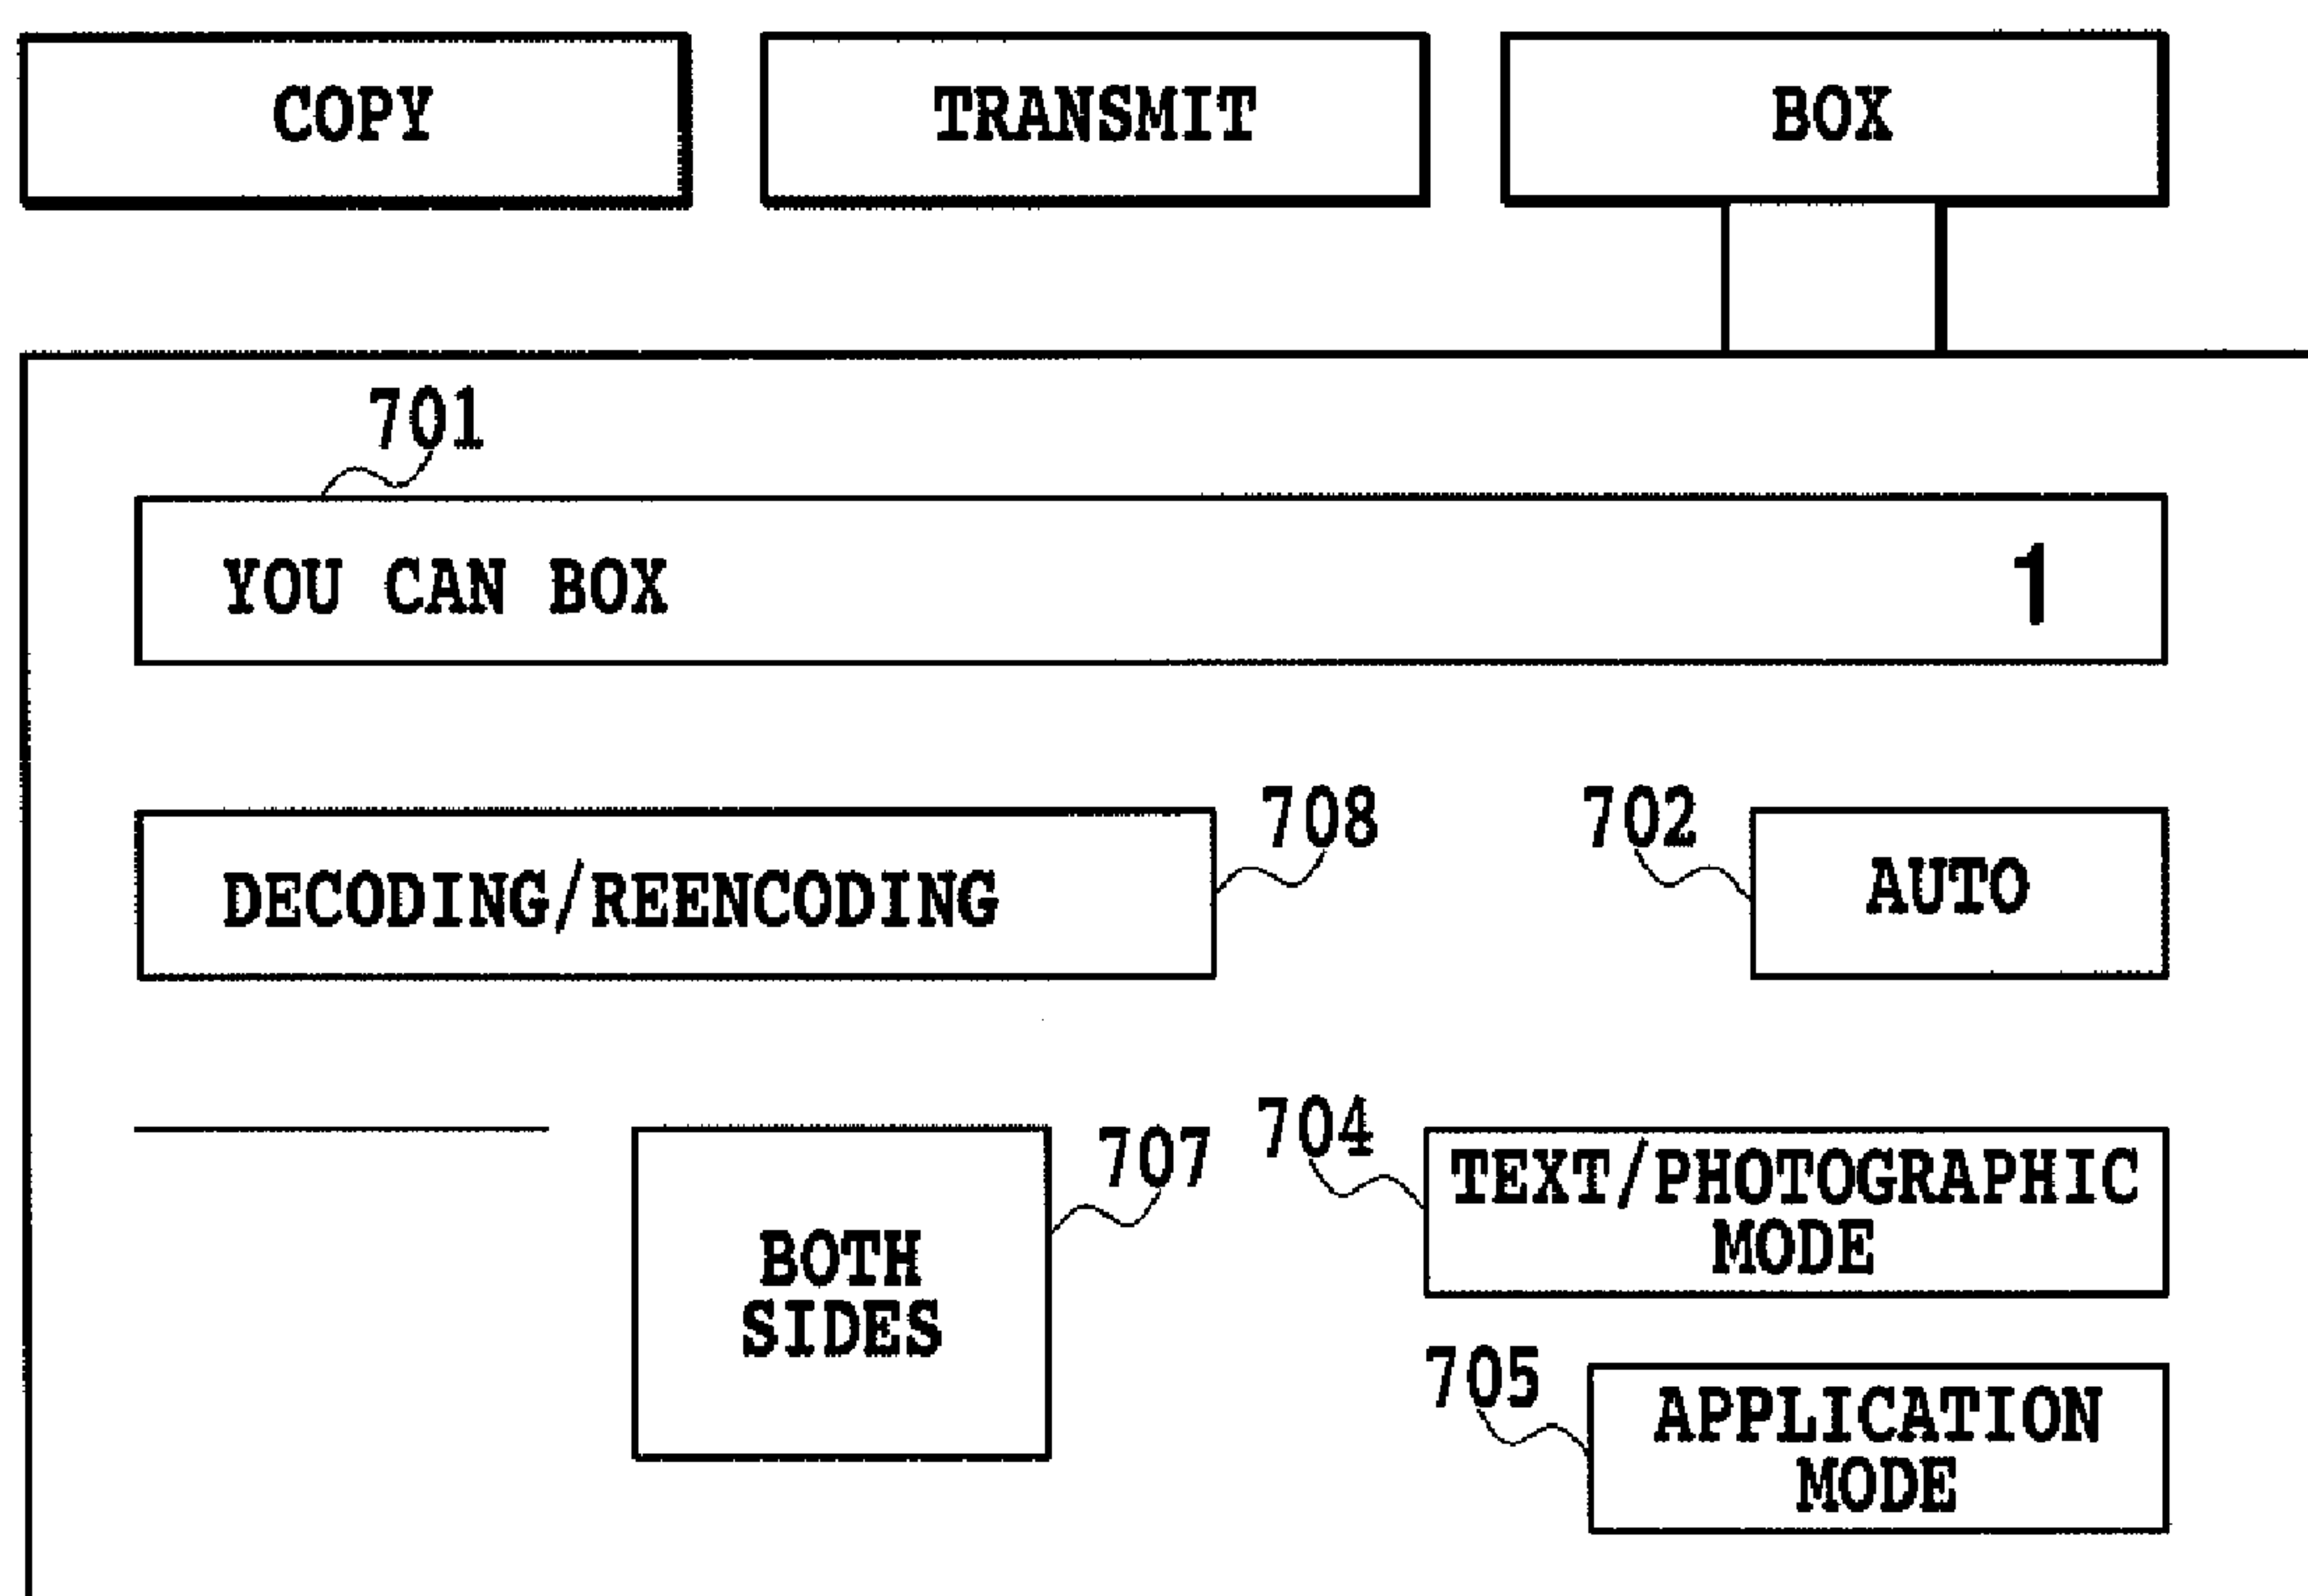 COPY
TRANSMIT
BOX
701
YOU CAN BOX 1
708
702
DECODING/REENCODING
AUTO
707
704
BOTH
SIDES
TEXT/PHOTOGRAPHIC
MODE
705
APPLICATION
MODE